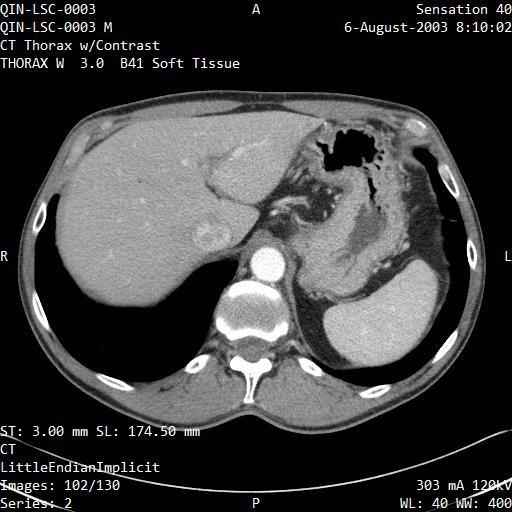 QIN-LSC-0003
A
Sensation 40
QIN-LSC-0003 M
6-August-2003 8:10:02
CT Thorax w/Contrast
THORAX W 3.0 B41 Soft Tissue
R
L
ST: 3.00 mm SL: 174.50 mm
CT
LittleEndianImplicit
Images: 102/130
303 mA 120kV
Series: 2
P
WL: 40 WW: 400